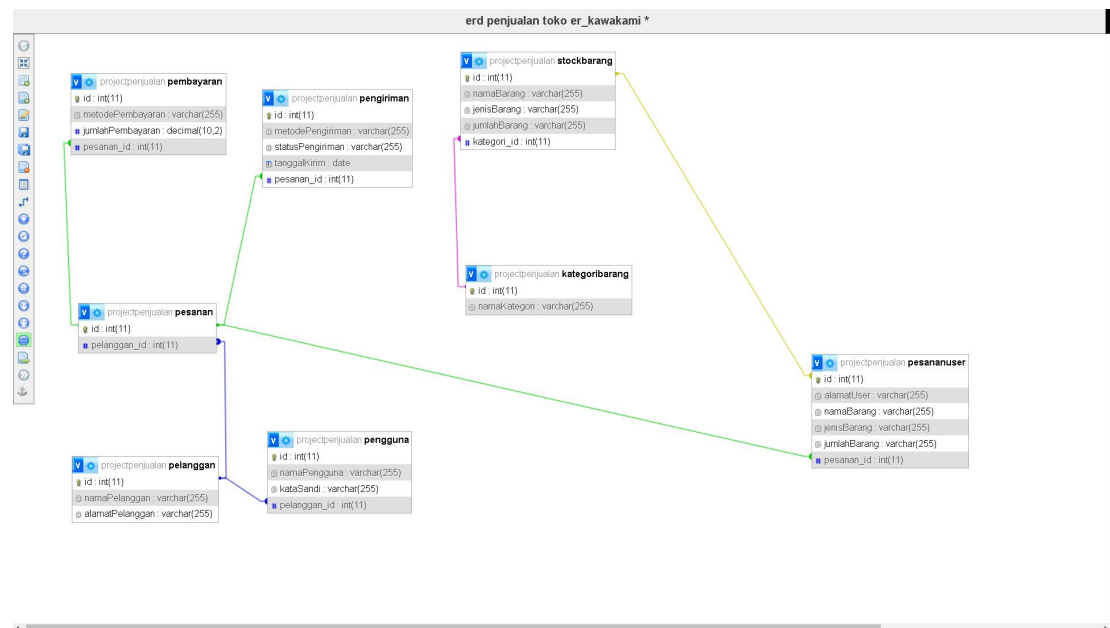 erd penjualan toko er_kawakami *
projectpenjualan pembayaran
id : int(11)
metodePembayaran : varchar(255)
jumlahPembayaran : decimal(10,2)
pesanan_id : int(11)
projectpenjualan pengiriman
id : int(11)
metodePengiriman : varchar(255)
statusPengiriman : varchar(255)
tanggalKirim : date
pesanan_id : int(11)
projectpenjualan stockbarang
id : int(11)
namaBarang : varchar(255)
jenisBarang : varchar(255)
jumlahBarang : varchar(255)
kategori_id : int(11)
projectpenjualan kategoribarang
id : int(11)
namaKategori : varchar(255)
projectpenjualan pesanan
id : int(11)
pelanggan_id : int(11)
projectpenjualan pesananuser
id : int(11)
alamatUser : varchar(255)
namaBarang : varchar(255)
jenisBarang : varchar(255)
jumlahBarang : varchar(255)
pesanan_id : int(11)
projectpenjualan pelanggan
id : int(11)
namaPelanggan : varchar(255)
alamatPelanggan : varchar(255)
projectpenjualan pengguna
id : int(11)
namaPengguna : varchar(255)
kataSandi : varchar(255)
pelanggan_id : int(11)